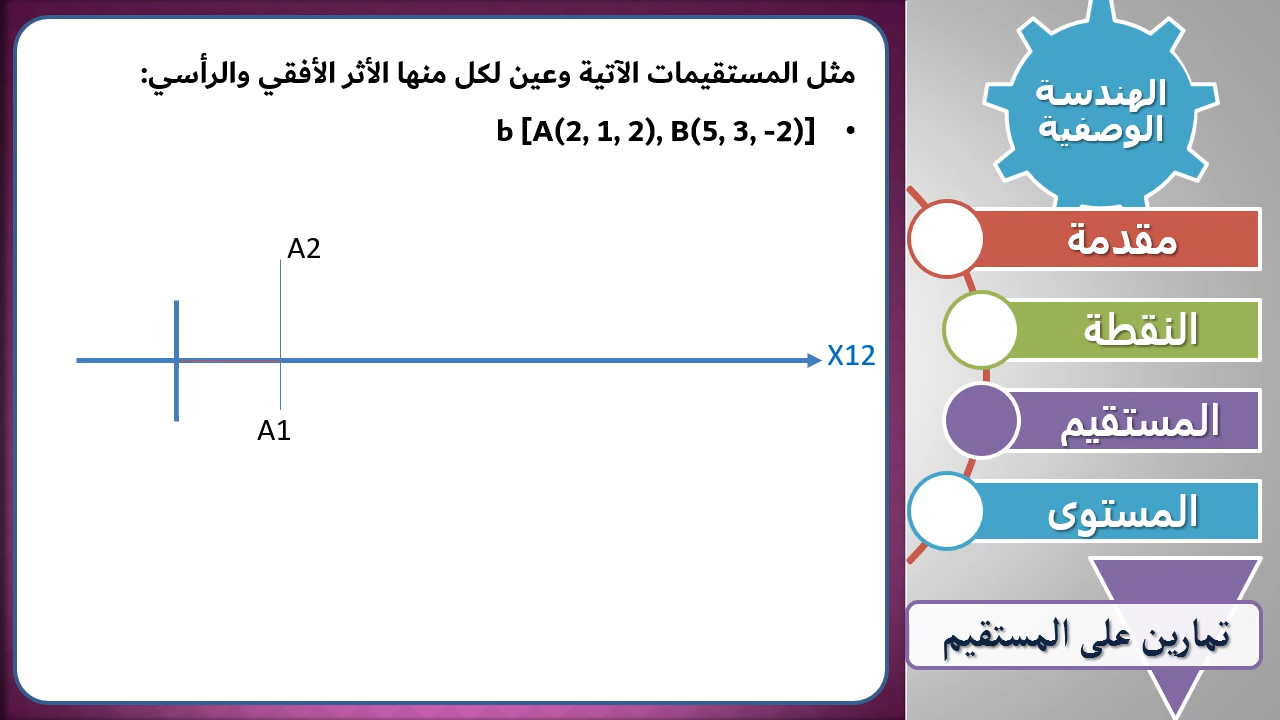 مثل المستقيمات الآتية وعين لكل منها الأثر الأفقي والرأسي:
• b [A(2, 1, 2), B(5, 3, -2)]
A2
X12
A1
الهندسة
الوصفية
مقدمة
النقطة
المستقيم
المستوى
تمارين على المستقيم